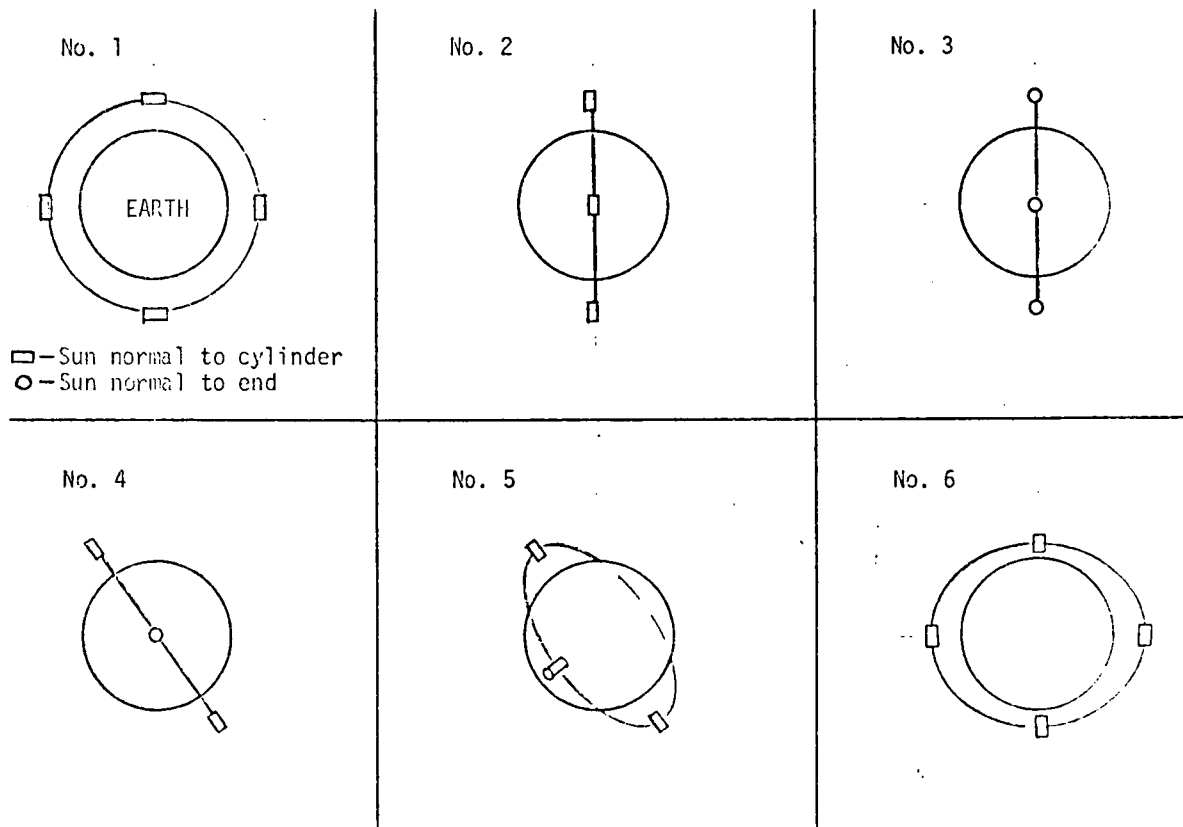 No. 1
No. 2
No. 3
EARTH
Sun normal to cylinder
Sun normal to end
No. 4
No. 5
No. 6